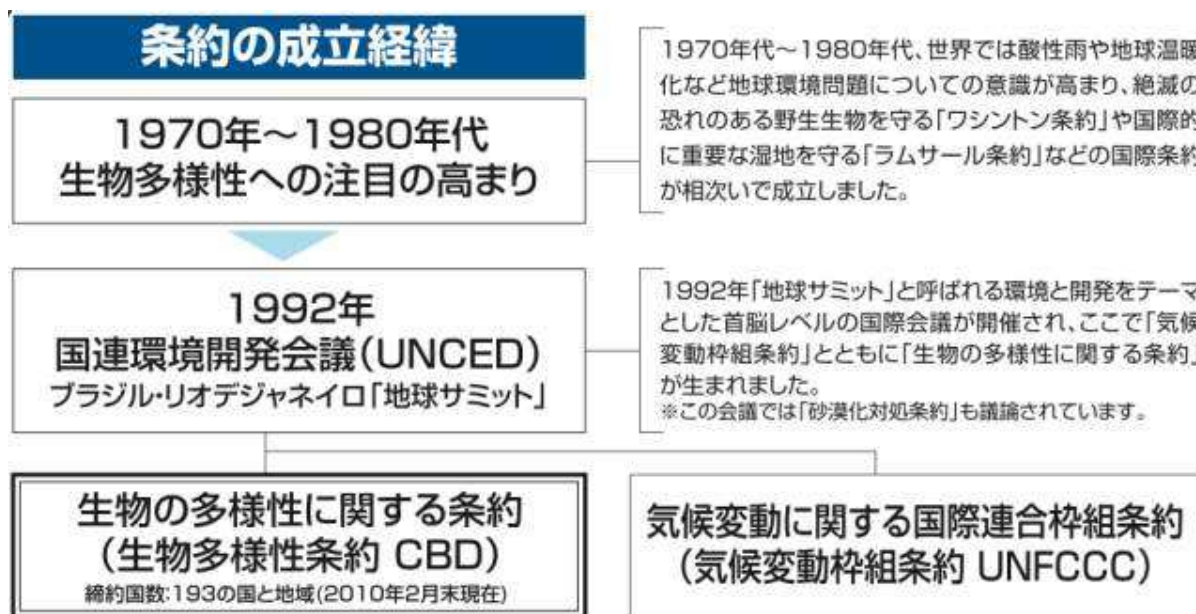 条約の成立経緯
1970年～1980年代
生物多様性への注目の高まり
1970年代～1980年代、世界では酸性雨や地球温暖
化など地球環境問題についての意識が高まり、絶滅の
恐れのある野生生物を守る「ワシントン条約」や国際的
に重要な湿地を守る「ラムサール条約」などの国際条約
が相次いで成立しました。
1992年
国連環境開発会議(UNCED)
ブラジル・リオデジャネイロ「地球サミット」
1992年「地球サミット」と呼ばれる環境と開発をテーマ
とした首脳レベルの国際会議が開催され、ここで「気候
変動枠組条約」とともに「生物の多様性に関する条約」
が生まれました。
※この会議では「砂漠化対処条約」も議論されています。
生物の多様性に関する条約
(生物多様性条約 CBD)
締約国数:193の国と地域(2010年2月末現在)
気候変動に関する国際連合枠組条約
(気候変動枠組条約 UNFCCC)